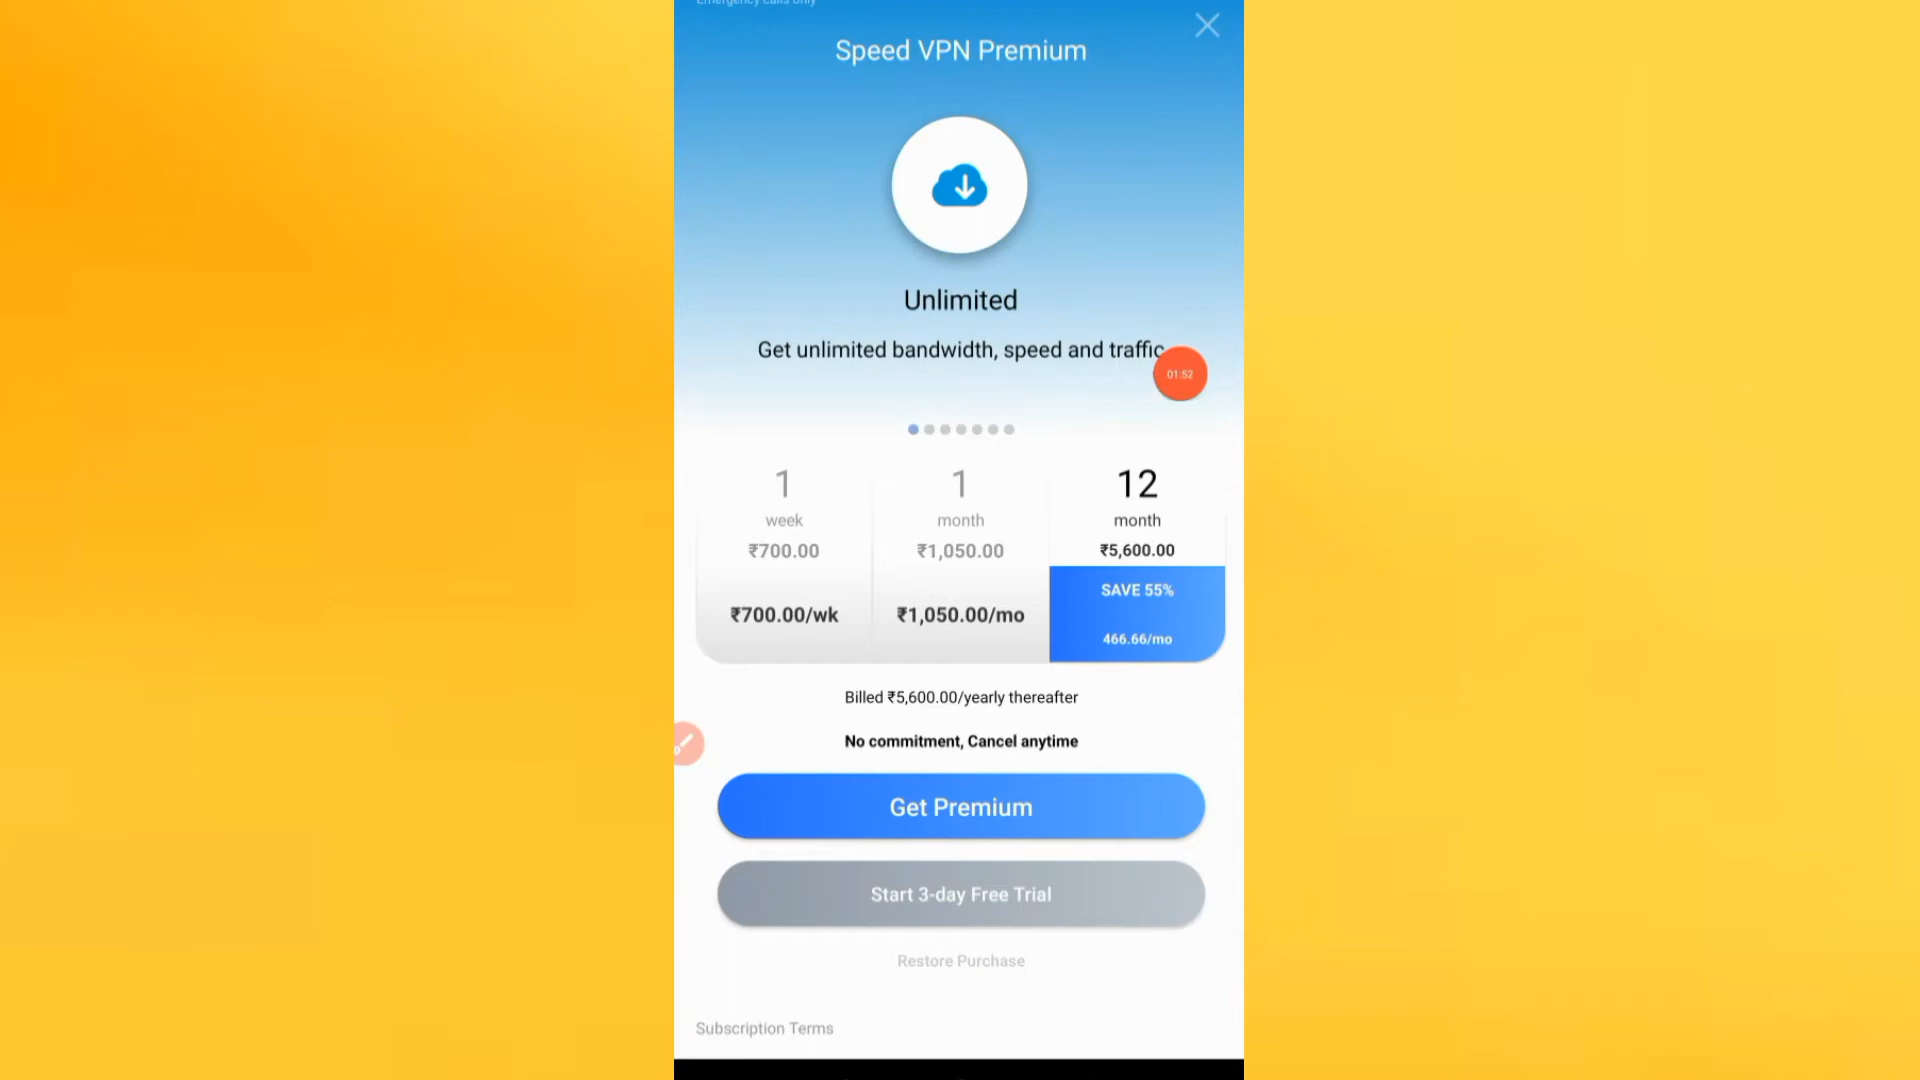 Emergency calls only
Speed VPN Premium
Unlimited
Get unlimited bandwidth, speed and traffic
01:52
1
week
₹700.00
₹700.00/wk
1
month
₹1,050.00
₹1,050.00/mo
12
month
₹5,600.00
SAVE 55%
466.66/mo
Billed ₹5,600.00/yearly thereafter
No commitment, Cancel anytime
Get Premium
Start 3-day Free Trial
Restore Purchase
Subscription Terms